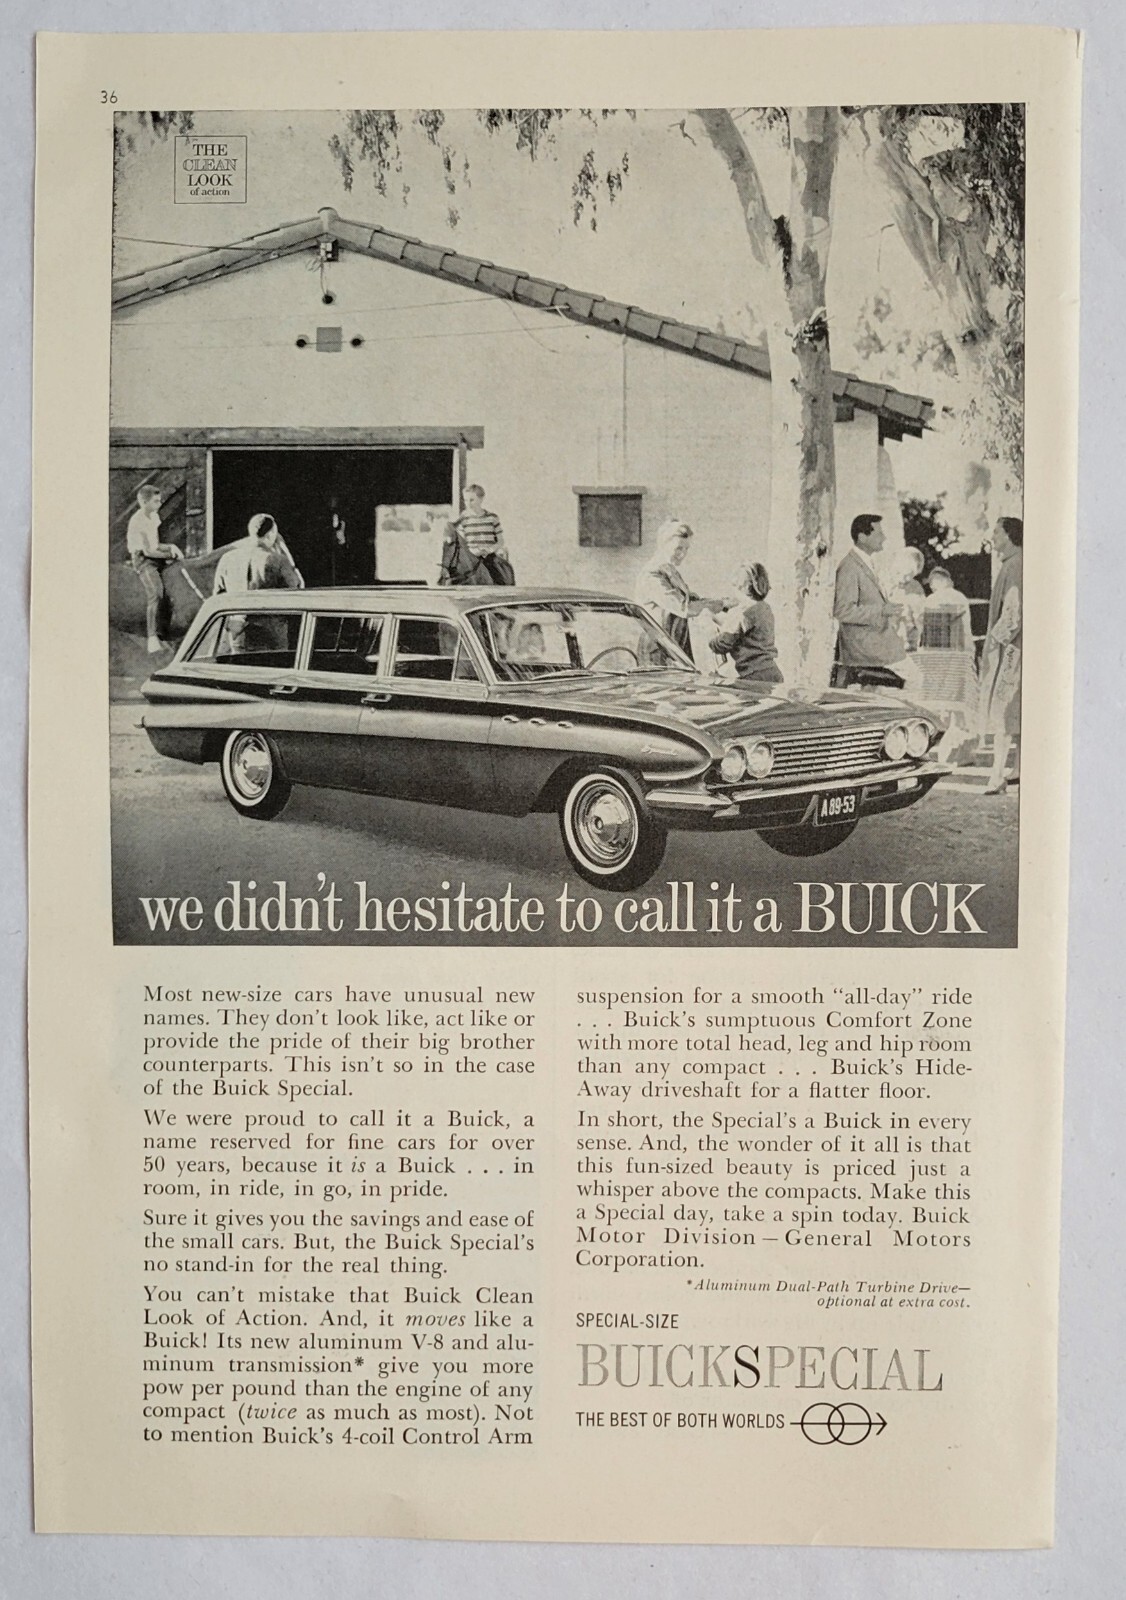 36
THE
CLEAN
LOOK
of action
BUICK
Special
A 89-53
we didn't hesitate to call it a BUICK
Most new-size cars have unusual new
names. They don't look like, act like or
provide the pride of their big brother
counterparts. This isn't so in the case
of the Buick Special.
We were proud to call it a Buick, a
name reserved for fine cars for over
50 years, because it is a Buick . . . in
room, in ride, in go, in pride.
Sure it gives you the savings and ease of
the small cars. But, the Buick Special's
no stand-in for the real thing.
You can't mistake that Buick Clean
Look of Action. And, it moves like a
Buick! Its new aluminum V-8 and alu-
minum transmission* give you more
pow per pound than the engine of any
compact (twice as much as most). Not
to mention Buick's 4-coil Control Arm
suspension for a smooth “all-day” ride
. . . Buick's sumptuous Comfort Zone
with more total head, leg and hip room
than any compact . . . Buick's Hide-
Away driveshaft for a flatter floor.
In short, the Special's a Buick in every
sense. And, the wonder of it all is that
this fun-sized beauty is priced just a
whisper above the compacts. Make this
a Special day, take a spin today. Buick
Motor Division — General Motors
Corporation.
*Aluminum Dual-Path Turbine Drive—
optional at extra cost.
SPECIAL-SIZE
BUICK SPECIAL
THE BEST OF BOTH WORLDS